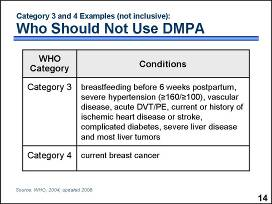 Category 3 and 4 Examples (not inclusive):
Who Should Not Use DMPA
WHO
Category
Conditions
Category 3
breastfeeding before 6 weeks postpartum,
severe hypertension (≥160/≥100), vascular
disease, acute DVT/PE, current or history of
ischemic heart disease or stroke,
complicated diabetes, severe liver disease
and most liver tumors
Category 4
current breast cancer
Source: WHO, 2004; updated 2008
14